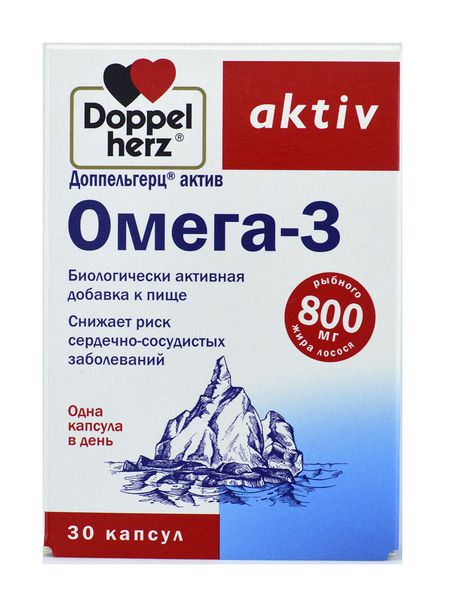 Doppel
herz®
aktiv
Доппельгерц® актив
Омега-3
Биологически активная
добавка к пище
Снижает риск
сердечно-сосудистых
заболеваний
рыбного
800
мг
жира лосося
Одна
капсула
в день
30 капсул